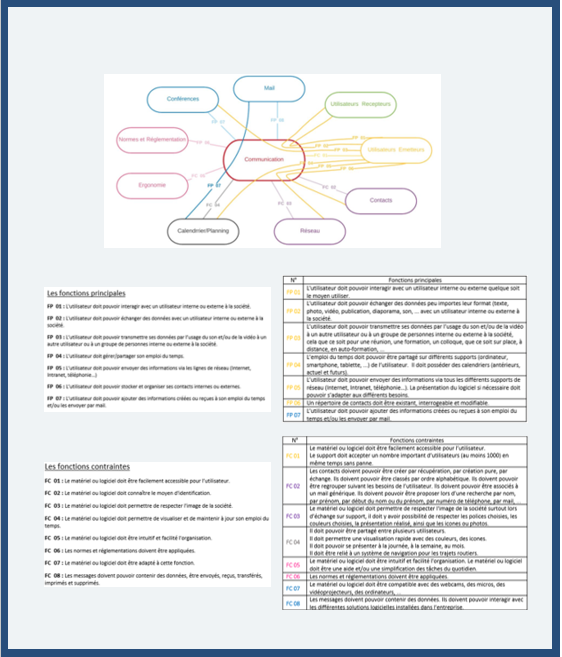 Mail
Conférences
Utilisateurs Récepteurs
FP 07
Normes et Réglementation
Utilisateurs Emetteurs
Communication
Ergonomie
FP 07
FC 04
Contacts
Calendrier/Planning
Réseau
Les fonctions principales
FP 01 : L'utilisateur doit pouvoir interagir avec un utilisateur interne ou externe à la société.
FP 02 : L'utilisateur doit pouvoir échanger des données avec un utilisateur interne ou externe à la
société.
FP 03 : L'utilisateur doit pouvoir transmettre ses données par l'usage du son et/ou de la vidéo à un
autre utilisateur ou à un groupe de personnes interne ou externe à la société.
FP 04 : L'utilisateur doit gérer/partager son emploi du temps.
FP 05 : L'utilisateur doit pouvoir envoyer des informations via les lignes de réseau (Internet,
Intranet, téléphonie…).
FP 06 : L'utilisateur doit pouvoir stocker et organiser ses contacts internes ou externes.
FP 07 : L'utilisateur doit pouvoir ajouter des informations créées ou reçues à son emploi du temps
et/ou les envoyer par mail.
N° Fonctions principales
FP 01 L'utilisateur doit pouvoir interagir avec un utilisateur interne ou externe quelque soit
le moyen utiliser.
FP 02 L'utilisateur doit pouvoir échanger des données peu importes leur format (texte,
photo, vidéo, publication, diaporama, son, … avec un utilisateur interne ou externe à
la société.
FP 03 L'utilisateur doit pouvoir transmettre ses données par l'usage du son et/ou de la vidéo
à un autre utilisateur ou à un groupe de personnes interne ou externe à la société,
cela que ce soit pour une réunion, une formation, un colloque, que ce soit sur place, à
distance, en auto-formation, …
FP 04 L'emploi du temps doit pouvoir être partagé sur différents supports (ordinateur,
smartphone, tablette, …) de l'utilisateur. Il doit posséder des calendriers (antérieurs,
actuel et futurs).
FP 05 L'utilisateur doit pouvoir envoyer des informations via tous les différents supports de
réseau (Internet, Intranet, téléphonie…). La présentation du logiciel si nécessaire doit
pouvoir s'adapter aux différents besoins.
FP 06 Un répertoire de contacts doit être existant, interrogeable et modifiable.
FP 07 L'utilisateur doit pouvoir ajouter des informations créées ou reçues à son emploi du
temps et/ou les envoyer par mail.
Les fonctions contraintes
FC 01 : Le matériel ou logiciel doit être facilement accessible pour l'utilisateur.
FC 02 : Le matériel ou logiciel doit connaître le moyen d'identification.
FC 03 : Le matériel ou logiciel doit permettre de respecter l'image de la société.
FC 04 : Le matériel ou logiciel doit permettre de visualiser et de maintenir à jour son emploi du
temps.
FC 05 : Le matériel ou logiciel doit être intuitif et facilité l'organisation.
FC 06 : Les normes et réglementations doivent être appliquées.
FC 07 : Le matériel ou logiciel doit être adapté à cette fonction.
FC 08 : Les messages doivent pouvoir contenir des données, être envoyés, reçus, transférés,
imprimés et supprimés.
N° Fonctions contraintes
FC 01 Le matériel ou logiciel doit être facilement accessible pour l'utilisateur.
Le support doit accepter un nombre important d'utilisateurs (au moins 1000) en
même temps sans panne.
FC 02 Les contacts doivent pouvoir être créer par récupération, par création pure, par
échange. Ils doivent pouvoir être classés par ordre alphabétique. Ils doivent pouvoir
être regrouper suivant les besoins de l'utilisateur. Ils doivent pouvoir être associés à
un mail générique. Ils doivent pouvoir être proposer lors d'une recherche par nom,
par prénom, par début du nom ou du prénom, par numéro de téléphone, par mail, …
FC 03 Le matériel ou logiciel doit permettre de respecter l'image de la société surtout lors
d'échange sur support, il doit y avoir possibilité de respecter les polices choisies, les
couleurs choisies, la présentation réalisé, ainsi que les icones ou photos.
FC 04 Il doit pouvoir être partagé entre plusieurs utilisateurs.
Il doit permettre une visualisation rapide avec des couleurs, des icones.
Il doit pouvoir se présenter à la journée, à la semaine, au mois.
Il doit être relié à un système de navigation pour les trajets routiers.
FC 05 Le matériel ou logiciel doit être intuitif et facilité l'organisation. Le matériel ou logiciel
doit être une aide et/ou une simplification des tâches du quotidien.
FC 06 Les normes et réglementations doivent être appliquées.
FC 07 Le matériel ou logiciel doit être compatible avec des webcams, des micros, des
vidéoprojecteurs, des ordinateurs, …
FC 08 Les messages doivent pouvoir contenir des données. Ils doivent pouvoir interagir avec
les différentes solutions logicielles installées dans l'entreprise.